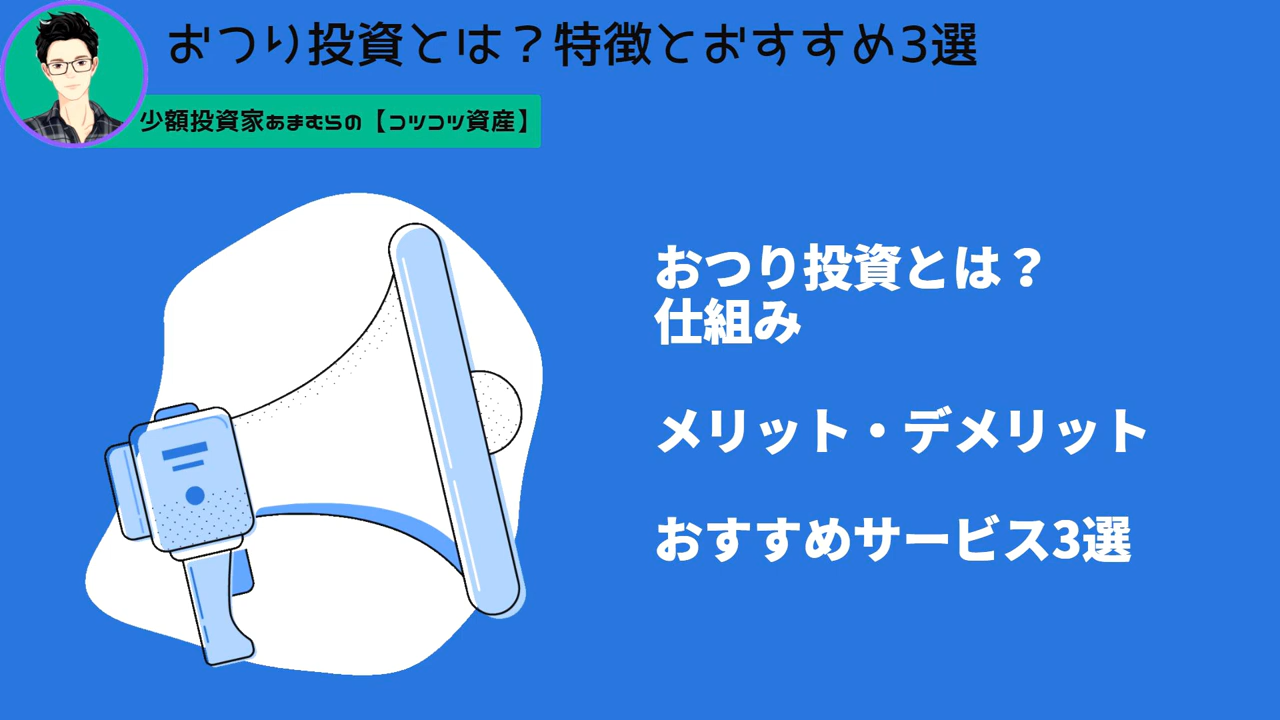 おつり投資とは？特徴とおすすめ3選
少額投資家あまむらの【コツコツ資産】
おつり投資とは？
仕組み
メリット・デメリット
おすすめサービス3選